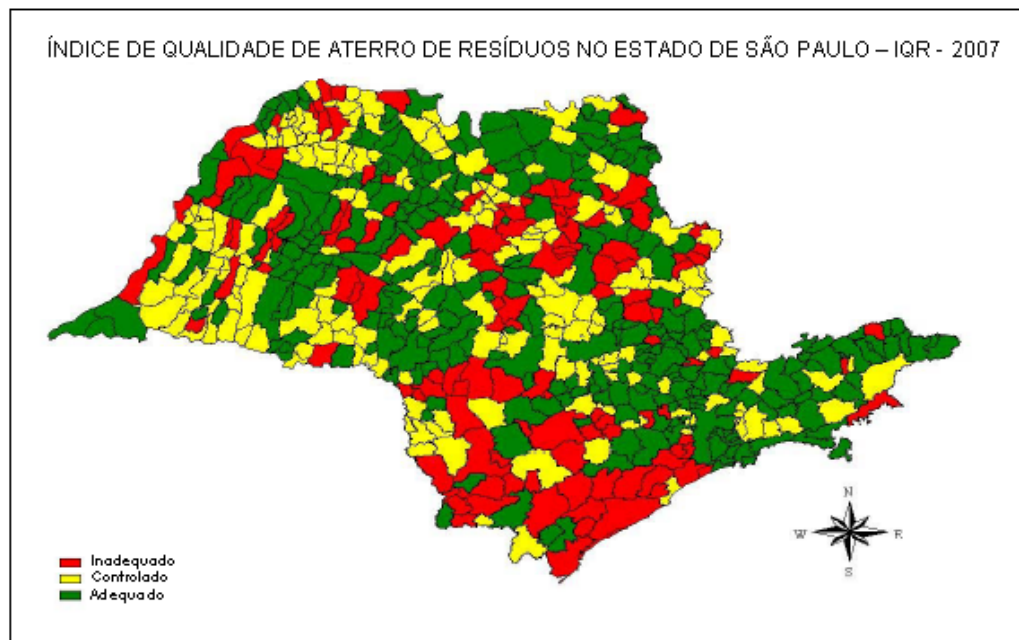 ÍNDICE DE QUALIDADE DE ATERRO DE RESÍDUOS NO ESTADO DE SÃO PAULO – IQR - 2007
N
W R
S
Inadequado
Controlado
Adequado